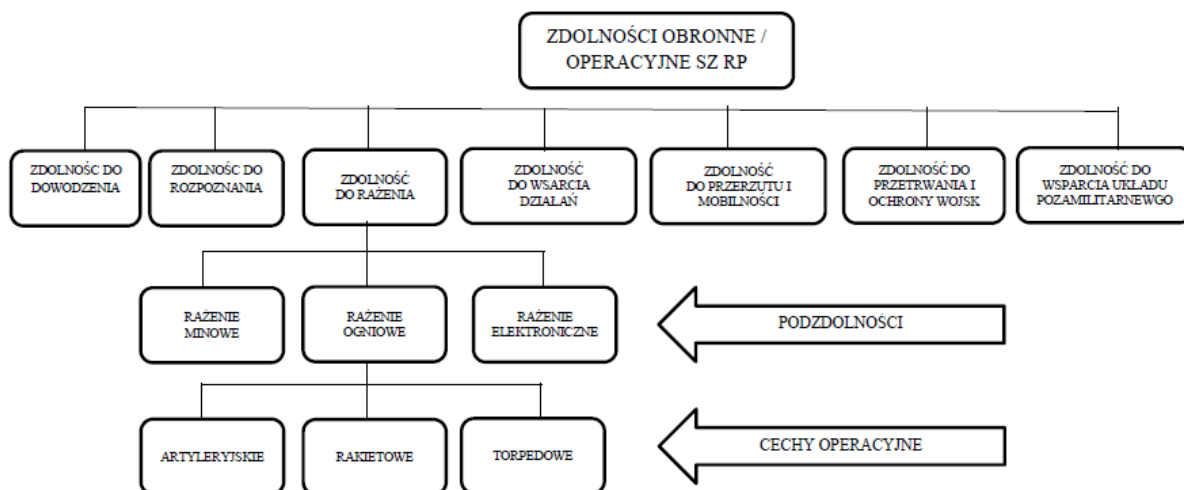 ZDOLNOŚCI OBRONNE /
OPERACYJNE SZ RP
ZDOLNOŚC DO
DOWODZENIA
ZDOLNOŚC DO
ROZPOZNANIA
ZDOLNOŚĆ
DO RAŻENIA
ZDOLNOŚĆ
DO WSARCIA
DZIAŁAŃ
ZDOLNOŚĆ
DO PRZERZUTU I
MOBILNOŚCI
ZDOLNOŚĆ DO
PRZETRWANIA I
OCHRONY WOJSK
ZDOLNOŚĆ DO
WSPARCIA UKŁADU
POZAMILITARNEWGO
RAŻENIE
MINOWE
RAŻENIE
OGNIOWE
RAŻENIE
ELEKTRONICZNE
PODZDOLNOŚCI
ARTYLERYJSKIE
RAKIETOWE
TORPEDOWE
CECHY OPERACYJNE